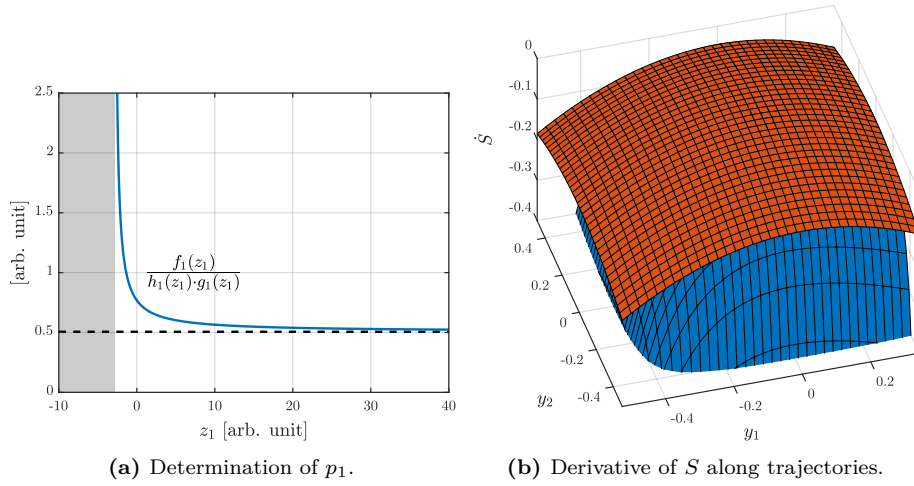 2.5
2
1.5
1
0.5
0
[arb. unit]
f₁(z₁)
h₁(z₁)·g₁(z₁)
-10 0 10 20 30 40
z₁ [arb. unit]
(a) Determination of p₁.
0
-0.1
-0.2
-0.3
-0.4
Ṡ
0.4
0.2
0
-0.2
-0.4
y₂
-0.4 -0.2 0 0.2
y₁
(b) Derivative of S along trajectories.